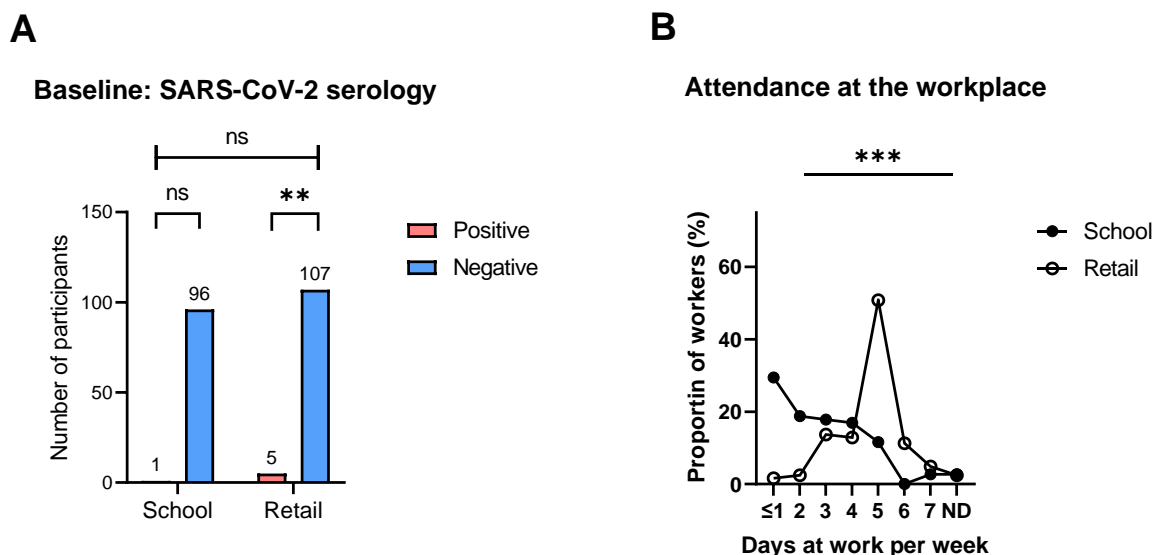 A
Baseline: SARS-CoV-2 serology
ns
ns
**
150
100
50
0
Number of participants
96
107
1
5
School
Retail
Positive
Negative
B
Attendance at the workplace
***
Proportin of workers (%)
60
40
20
0
≤1 2 3 4 5 6 7 ND
Days at work per week
School
Retail